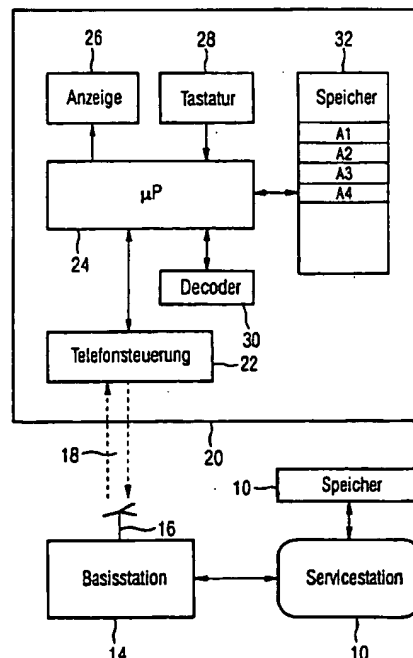 26
28
32
Anzeige
Tastatur
Speicher
A1
A2
A3
A4
µP
24
Decoder
30
Telefonsteuerung
22
18
20
10
Speicher
16
Basisstation
Servicestation
14
10